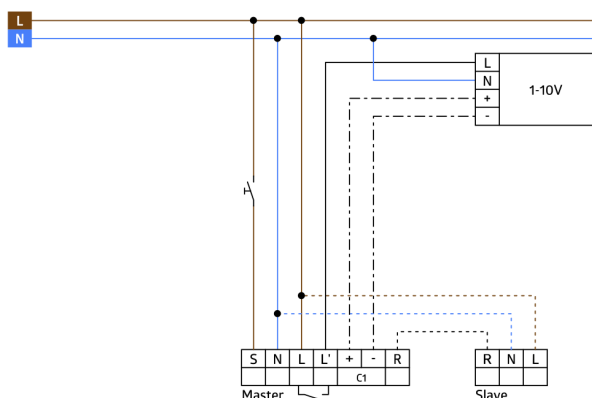 L
N
L
N
+
-
1-10V
S N L L' + - R
C1
R N L
Master
Slave